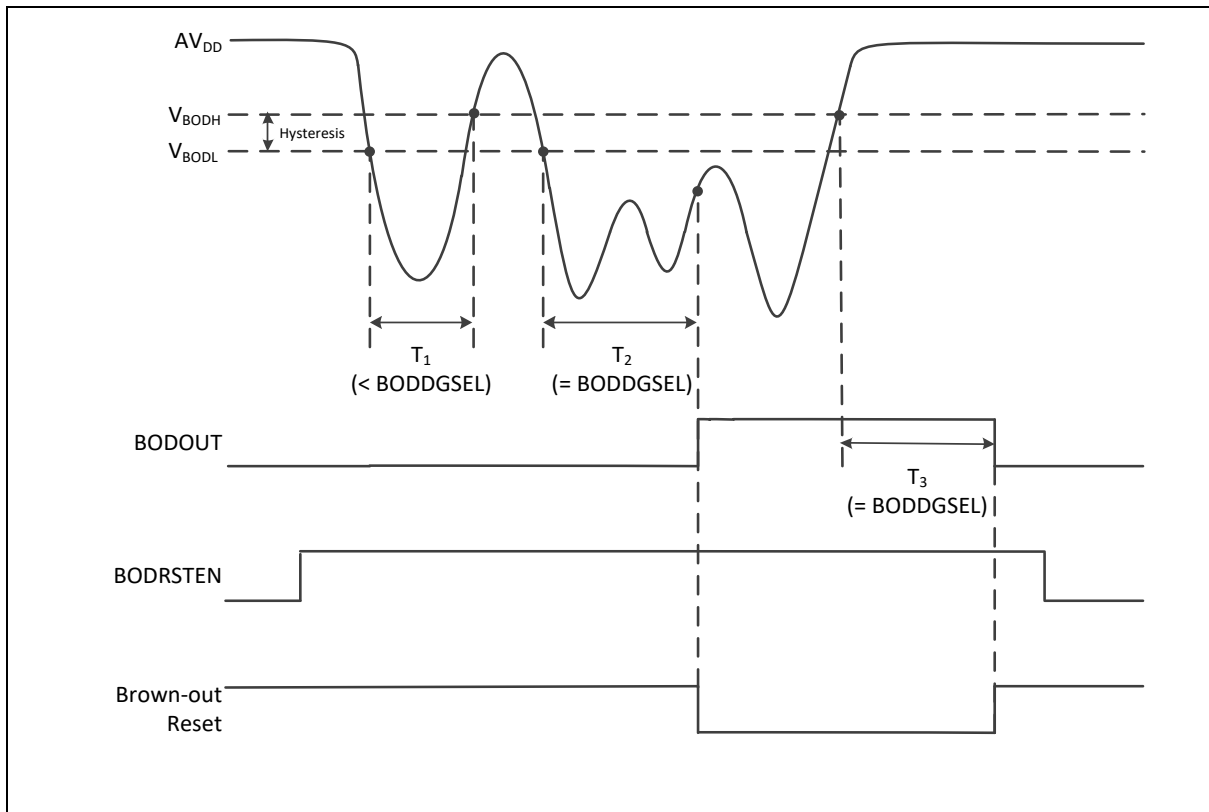 AVDD
VBODH
Hysteresis
VBODL
T1
(< BODDGSEL)
T2
(= BODDGSEL)
BODOUT
T3
(= BODDGSEL)
BODRSTEN
Brown-out
Reset